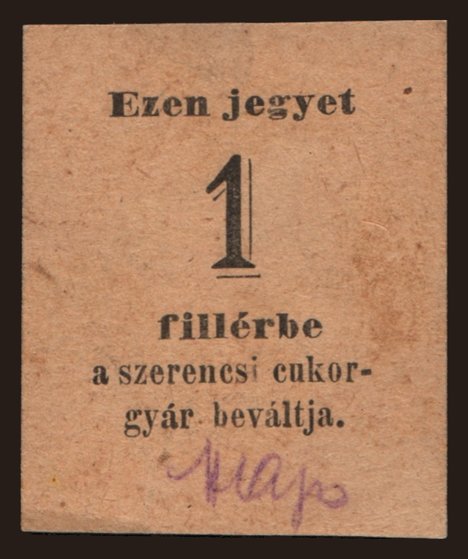 Ezen jegyet
1
fillérbe
a szerencsi cukor-
gyár beváltja.